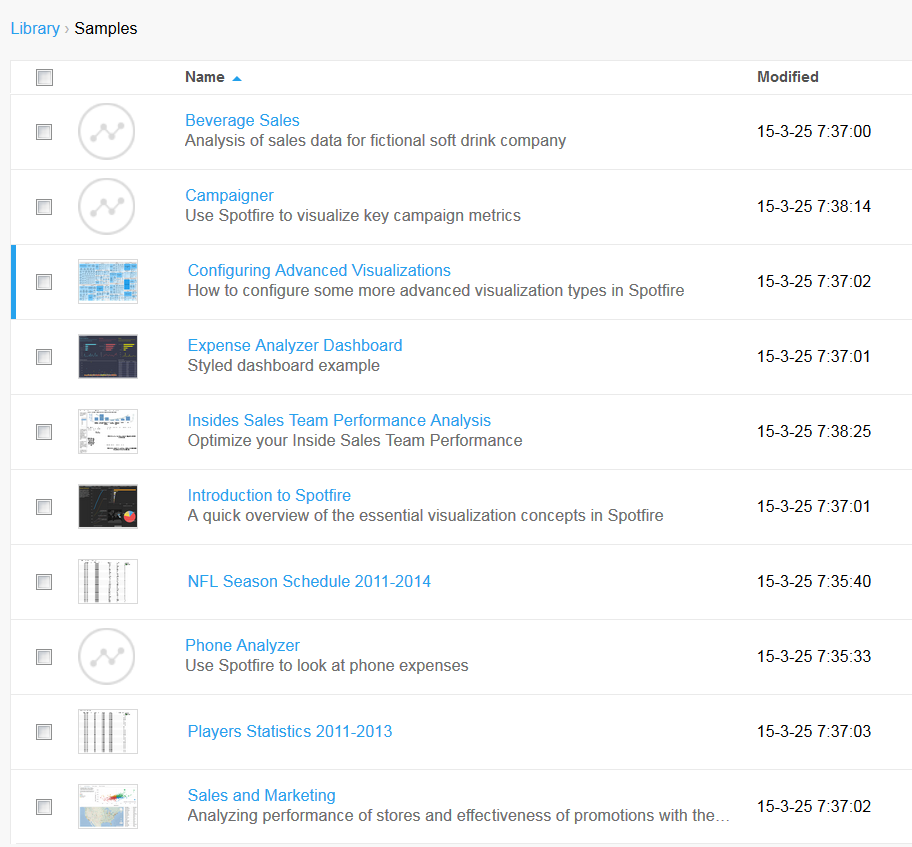 Library › Samples
Name Modified
Beverage Sales
Analysis of sales data for fictional soft drink company
15-3-25 7:37:00
Campaigner
Use Spotfire to visualize key campaign metrics
15-3-25 7:38:14
Configuring Advanced Visualizations
How to configure some more advanced visualization types in Spotfire
15-3-25 7:37:02
Expense Analyzer Dashboard
Styled dashboard example
15-3-25 7:37:01
Insides Sales Team Performance Analysis
Optimize your Inside Sales Team Performance
15-3-25 7:38:25
Introduction to Spotfire
A quick overview of the essential visualization concepts in Spotfire
15-3-25 7:37:01
NFL Season Schedule 2011-2014
15-3-25 7:35:40
Phone Analyzer
Use Spotfire to look at phone expenses
15-3-25 7:35:33
Players Statistics 2011-2013
15-3-25 7:37:03
Sales and Marketing
Analyzing performance of stores and effectiveness of promotions with the…
15-3-25 7:37:02